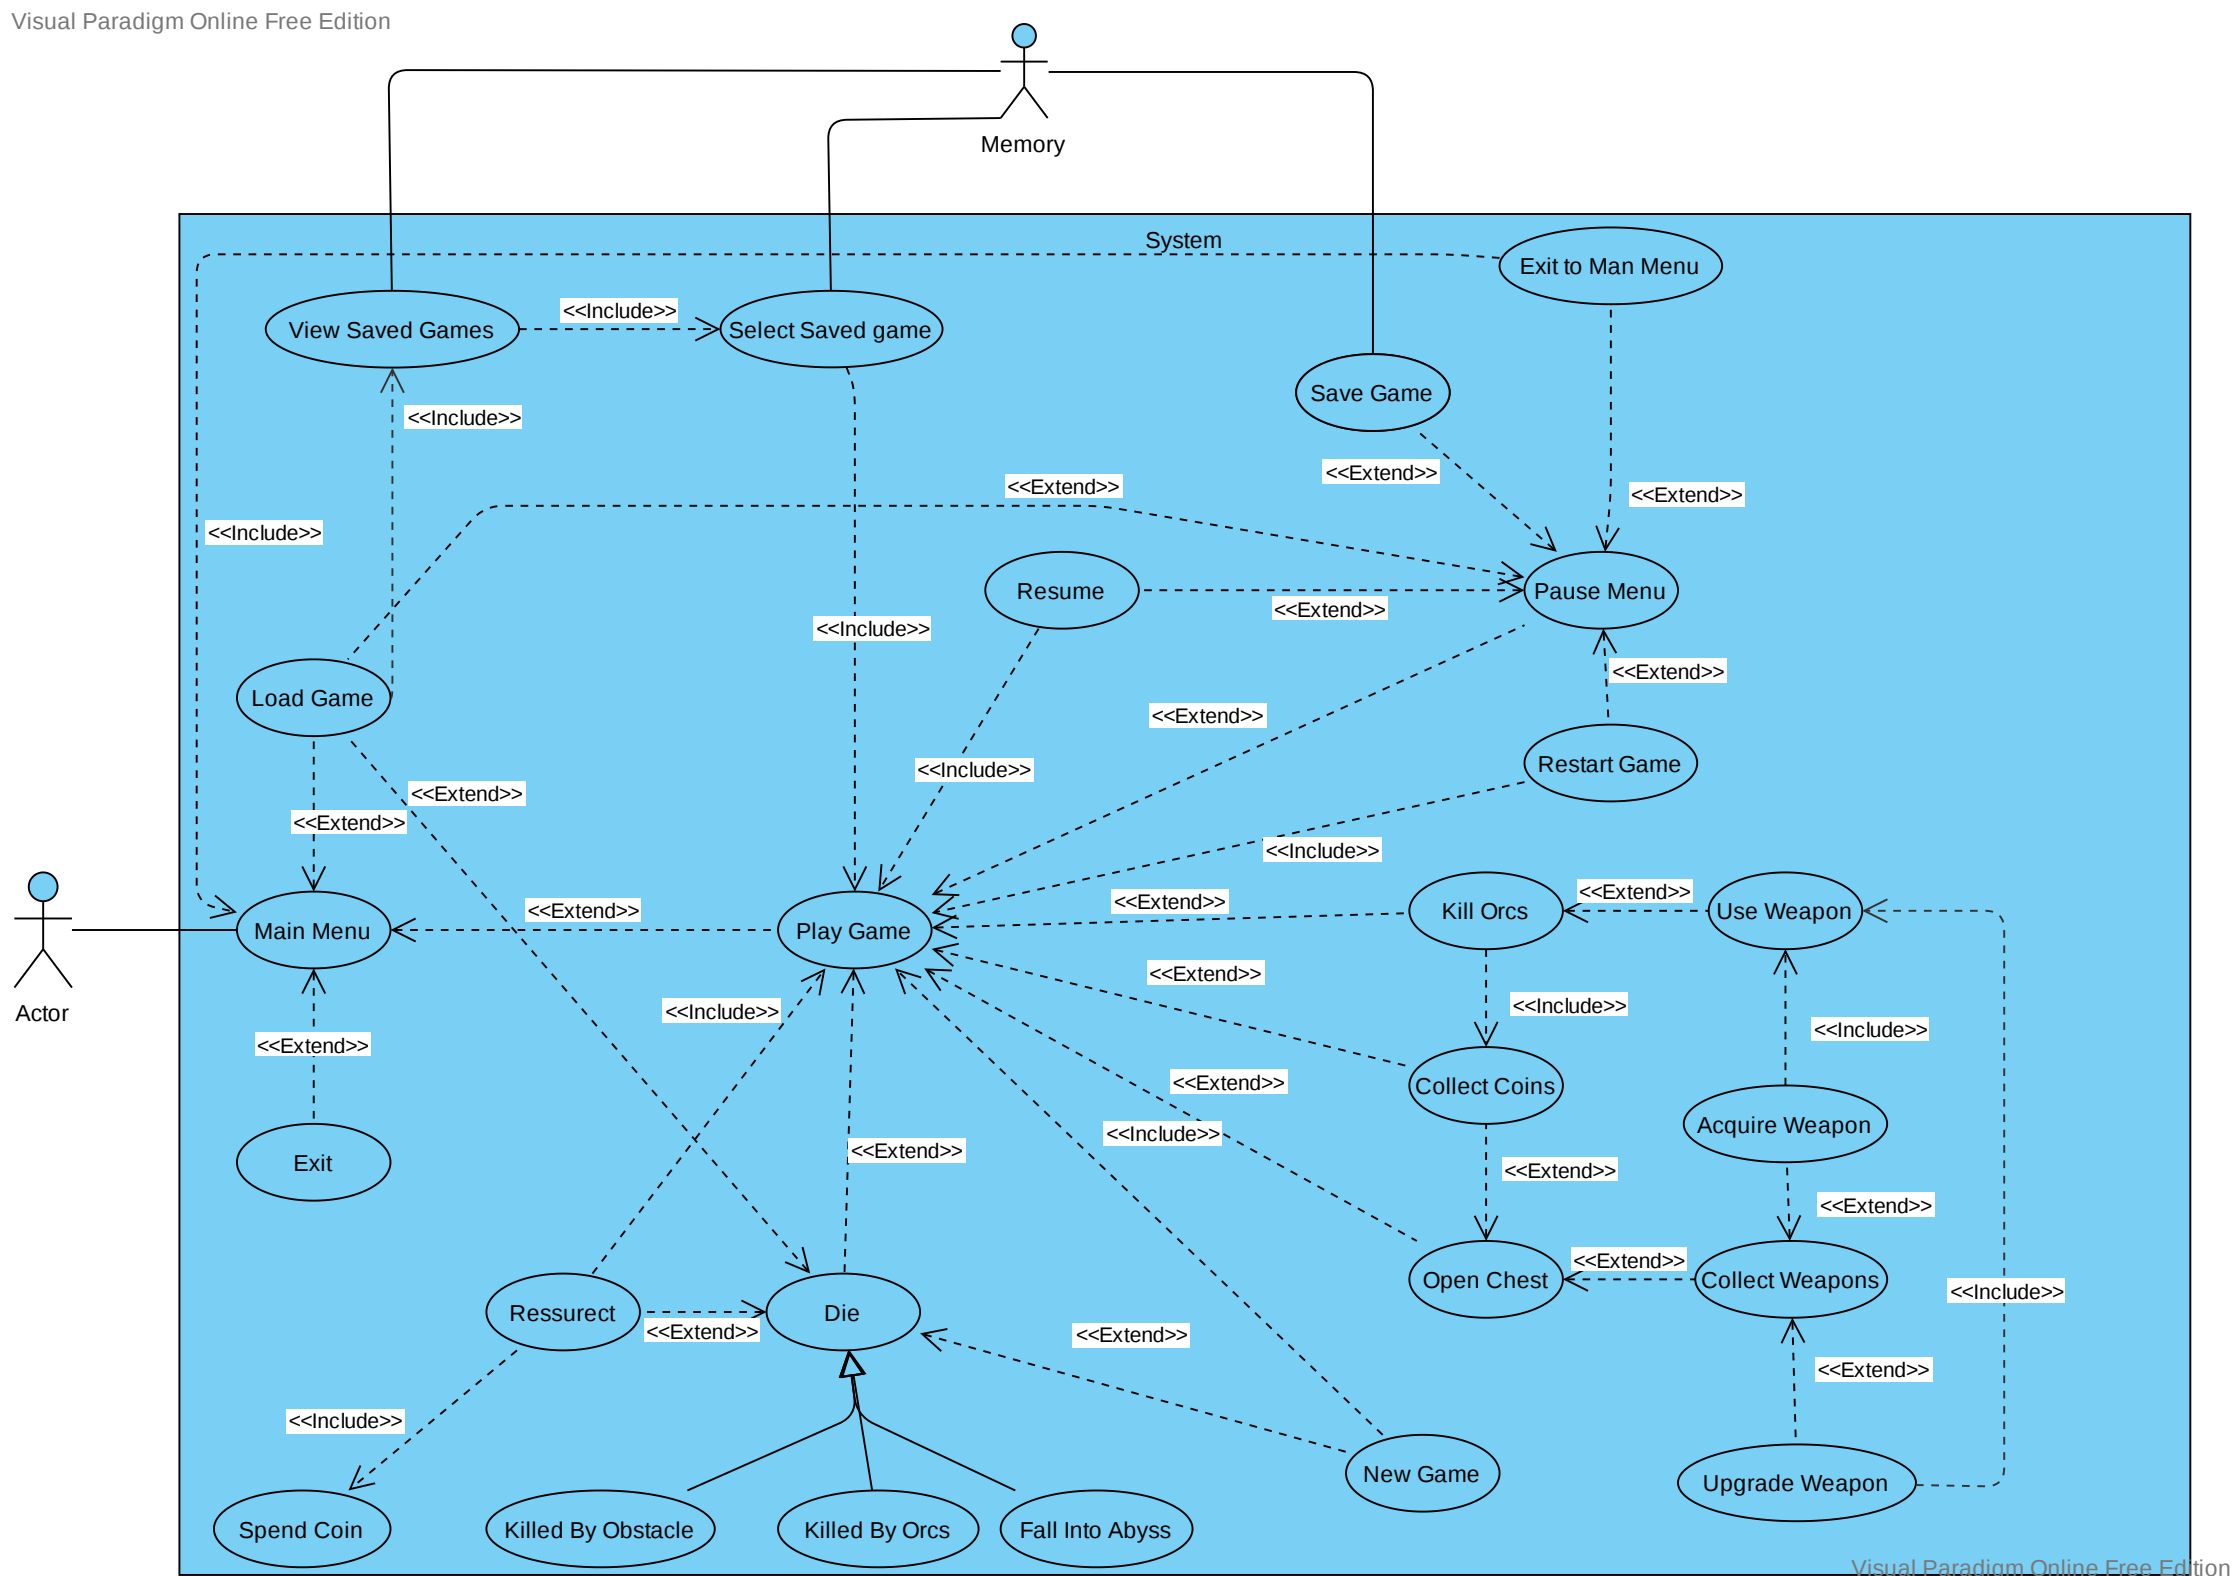 Visual Paradigm Online Free Edition
Memory
System
Exit to Man Menu
<<Include>>
View Saved Games
Select Saved game
Save Game
<<Include>>
<<Extend>>
<<Extend>>
<<Extend>>
<<Include>>
Resume
Pause Menu
<<Extend>>
<<Include>>
<<Extend>>
Load Game
<<Extend>>
Restart Game
<<Include>>
<<Extend>>
<<Extend>>
<<Include>>
<<Extend>>
<<Extend>>
<<Extend>>
Kill Orcs
Use Weapon
Main Menu
Play Game
<<Extend>>
<<Include>>
<<Include>>
Actor
<<Include>>
<<Extend>>
<<Extend>>
Collect Coins
<<Include>>
Acquire Weapon
<<Extend>>
Exit
<<Extend>>
<<Extend>>
<<Extend>>
Open Chest
Collect Weapons
<<Include>>
Ressurect
Die
<<Extend>>
<<Extend>>
<<Extend>>
<<Include>>
New Game
Upgrade Weapon
Spend Coin
Killed By Obstacle
Killed By Orcs
Fall Into Abyss
Visual Paradigm Online Free Edition